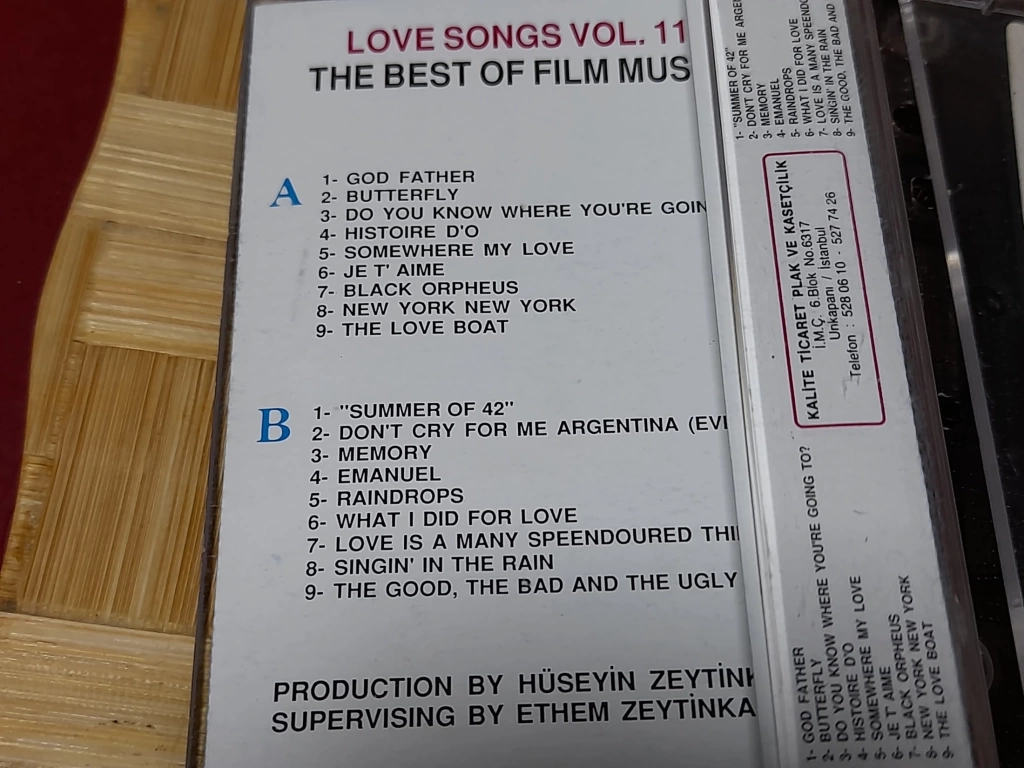 LOVE SONGS VOL. 11
THE BEST OF FILM MUS
A
1- GOD FATHER
2- BUTTERFLY
3- DO YOU KNOW WHERE YOU'RE GOIN
4- HISTOIRE D'O
5- SOMEWHERE MY LOVE
6- JE T' AIME
7- BLACK ORPHEUS
8- NEW YORK NEW YORK
9- THE LOVE BOAT
B
1- "SUMMER OF 42"
2- DON'T CRY FOR ME ARGENTINA (EVI
3- MEMORY
4- EMANUEL
5- RAINDROPS
6- WHAT I DID FOR LOVE
7- LOVE IS A MANY SPEENDOURED THI
8- SINGIN' IN THE RAIN
9- THE GOOD, THE BAD AND THE UGLY
PRODUCTION BY HÜSEYİN ZEYTİNK
SUPERVISING BY ETHEM ZEYTİNKA
1- "SUMMER OF 42"
2- DON'T CRY FOR ME ARGE
3- MEMORY
4- EMANUEL
5- RAINDROPS
6- WHAT I DID FOR LOVE
7- LOVE IS A MANY SPEEND
8- SINGIN' IN THE RAIN
9- THE GOOD, THE BAD AND
KALİTE TİCARET PLAK VE KASETÇİLİK
İ.M.Ç. 6.Blok No.6317
Unkapanı / İstanbul
Telefon : 528 06 10 - 527 74 26
1- GOD FATHER
2- BUTTERFLY
3- DO YOU KNOW WHERE YOU'RE GOING TO?
4- HISTOIRE D'O
5- SOMEWHERE MY LOVE
6- JE T' AIME
7- BLACK ORPHEUS
8- NEW YORK NEW YORK
9- THE LOVE BOAT